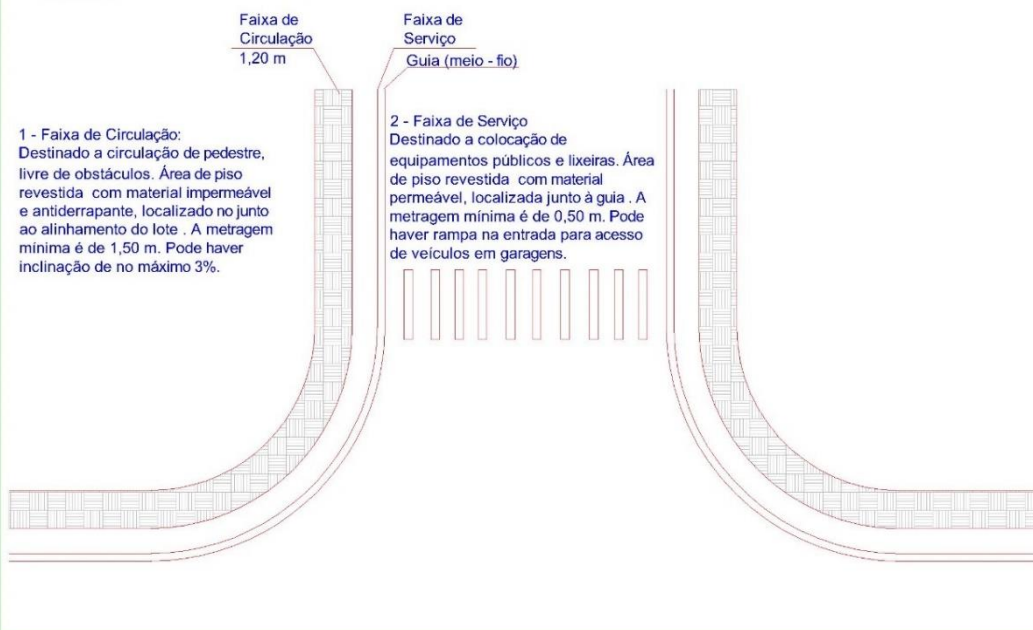 Faixa de
Circulação
1,20 m
Faixa de
Serviço
Guia (meio - fio)
1 - Faixa de Circulação:
Destinado a circulação de pedestre,
livre de obstáculos. Área de piso
revestida com material impermeável
e antiderrapante, localizado no junto
ao alinhamento do lote . A metragem
mínima é de 1,50 m. Pode haver
inclinação de no máximo 3%.
2 - Faixa de Serviço
Destinado a colocação de
equipamentos públicos e lixeiras. Área
de piso revestida com material
permeável, localizada junto à guia . A
metragem mínima é de 0,50 m. Pode
haver rampa na entrada para acesso
de veículos em garagens.